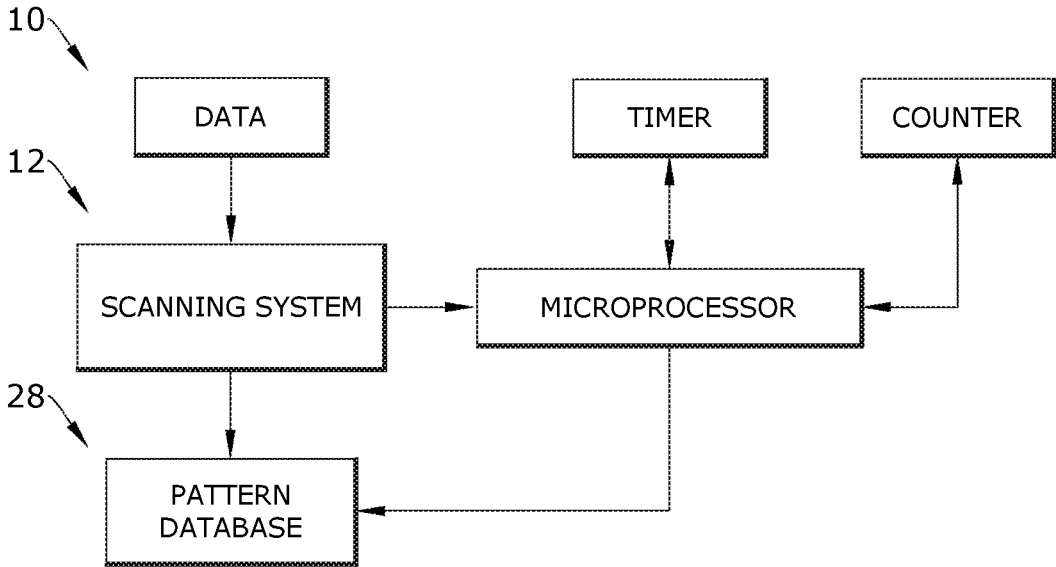 10
DATA
TIMER
COUNTER
12
SCANNING SYSTEM
MICROPROCESSOR
28
PATTERN
DATABASE